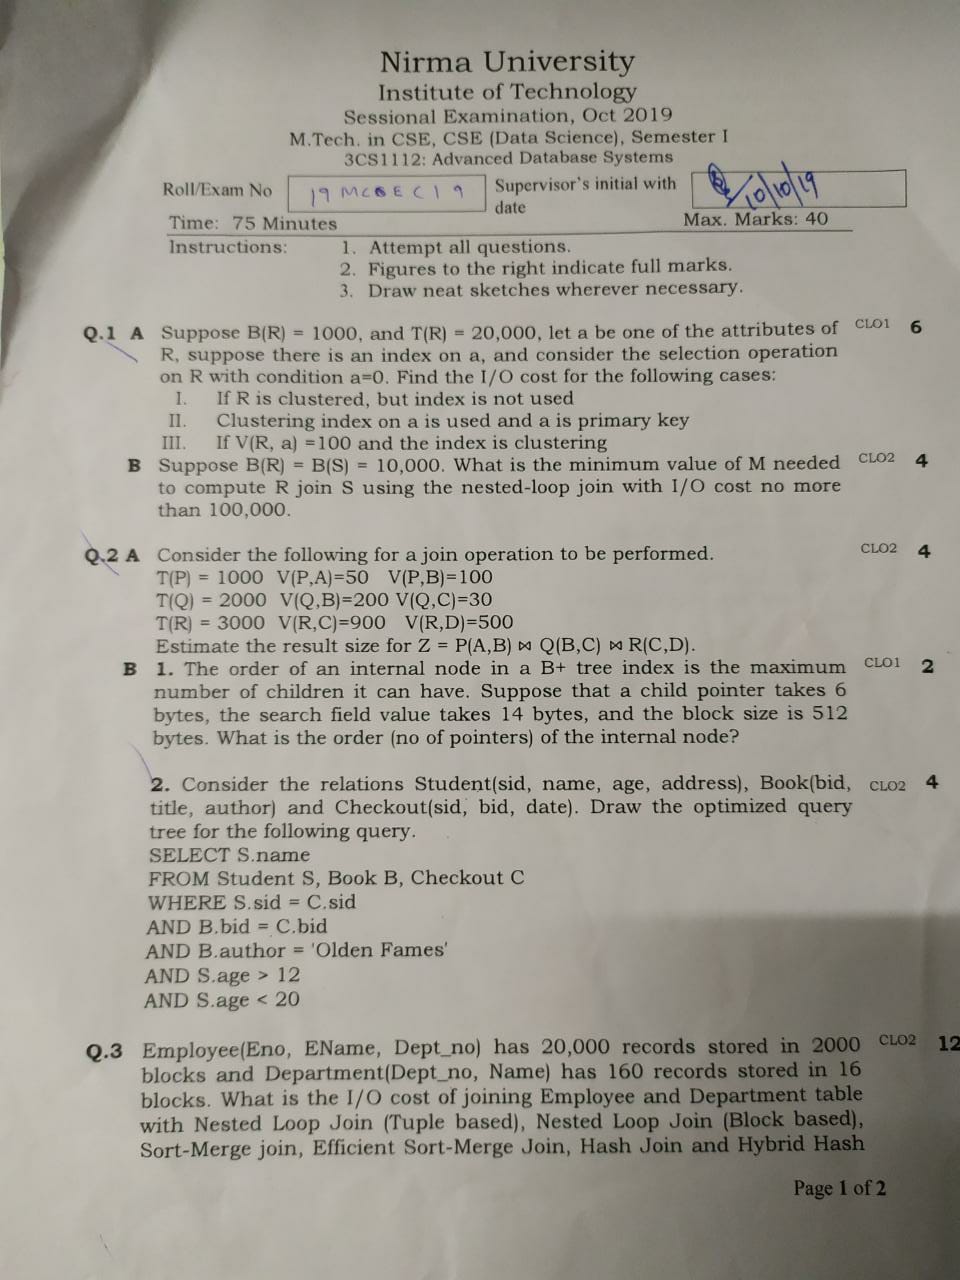 Nirma University
Institute of Technology
Sessional Examination, Oct 2019
M.Tech. in CSE, CSE (Data Science), Semester I
3CS1112: Advanced Database Systems
Roll/Exam No 19MCEC19 Supervisor's initial with
date 10/10/19
Time: 75 Minutes Max. Marks: 40
Instructions: 1. Attempt all questions.
2. Figures to the right indicate full marks.
3. Draw neat sketches wherever necessary.
Q.1 A Suppose B(R) = 1000, and T(R) = 20,000, let a be one of the attributes of CLO1 6
R, suppose there is an index on a, and consider the selection operation
on R with condition a=0. Find the I/O cost for the following cases:
I. If R is clustered, but index is not used
II. Clustering index on a is used and a is primary key
III. If V(R, a) =100 and the index is clustering
B Suppose B(R) = B(S) = 10,000. What is the minimum value of M needed CLO2 4
to compute R join S using the nested-loop join with I/O cost no more
than 100,000.
Q.2 A Consider the following for a join operation to be performed. CLO2 4
T(P) = 1000 V(P,A)=50 V(P,B)=100
T(Q) = 2000 V(Q,B)=200 V(Q,C)=30
T(R) = 3000 V(R,C)=900 V(R,D)=500
Estimate the result size for Z = P(A,B) ⋈ Q(B,C) ⋈ R(C,D).
B 1. The order of an internal node in a B+ tree index is the maximum CLO1 2
number of children it can have. Suppose that a child pointer takes 6
bytes, the search field value takes 14 bytes, and the block size is 512
bytes. What is the order (no of pointers) of the internal node?
2. Consider the relations Student(sid, name, age, address), Book(bid, CLO2 4
title, author) and Checkout(sid, bid, date). Draw the optimized query
tree for the following query.
SELECT S.name
FROM Student S, Book B, Checkout C
WHERE S.sid = C.sid
AND B.bid = C.bid
AND B.author = 'Olden Fames'
AND S.age > 12
AND S.age < 20
Q.3 Employee(Eno, EName, Dept_no) has 20,000 records stored in 2000 CLO2 12
blocks and Department(Dept_no, Name) has 160 records stored in 16
blocks. What is the I/O cost of joining Employee and Department table
with Nested Loop Join (Tuple based), Nested Loop Join (Block based),
Sort-Merge join, Efficient Sort-Merge Join, Hash Join and Hybrid Hash
Page 1 of 2